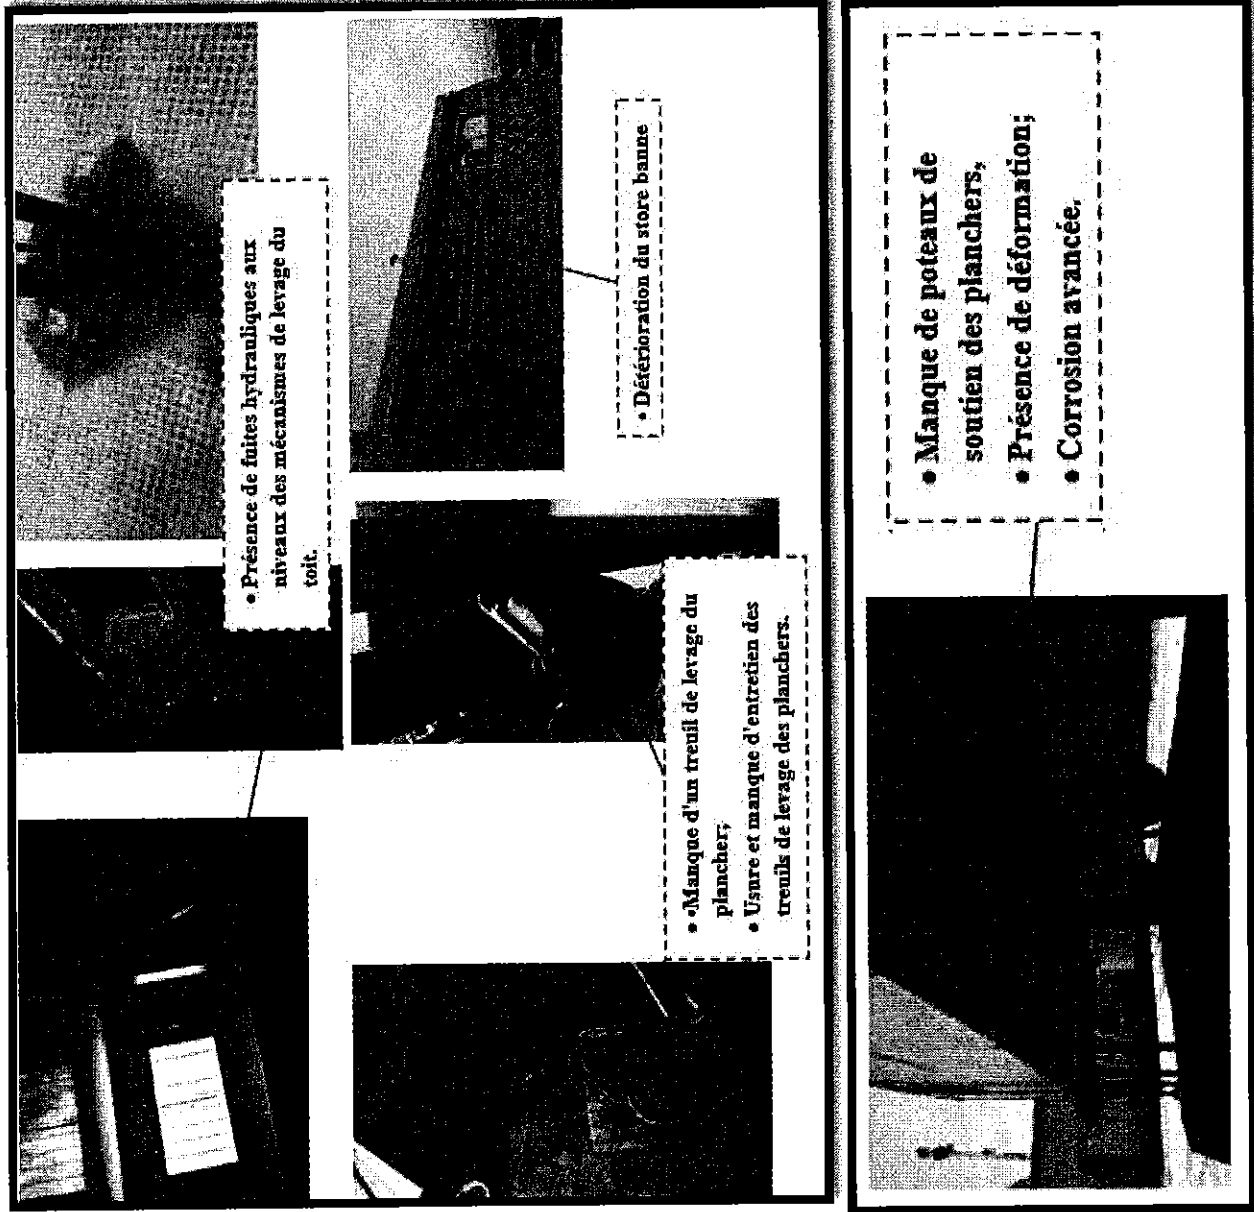 • Présence de fuites hydrauliques aux
niveaux des mécanismes de levage du
toit.
• Détérioration du store banne
• •Manque d'un treuil de levage du
plancher;
• Usure et manque d'entretien des
treuils de levage des planchers.
• Manque de poteaux de
soutien des planchers,
• Présence de déformation;
• Corrosion avancée.